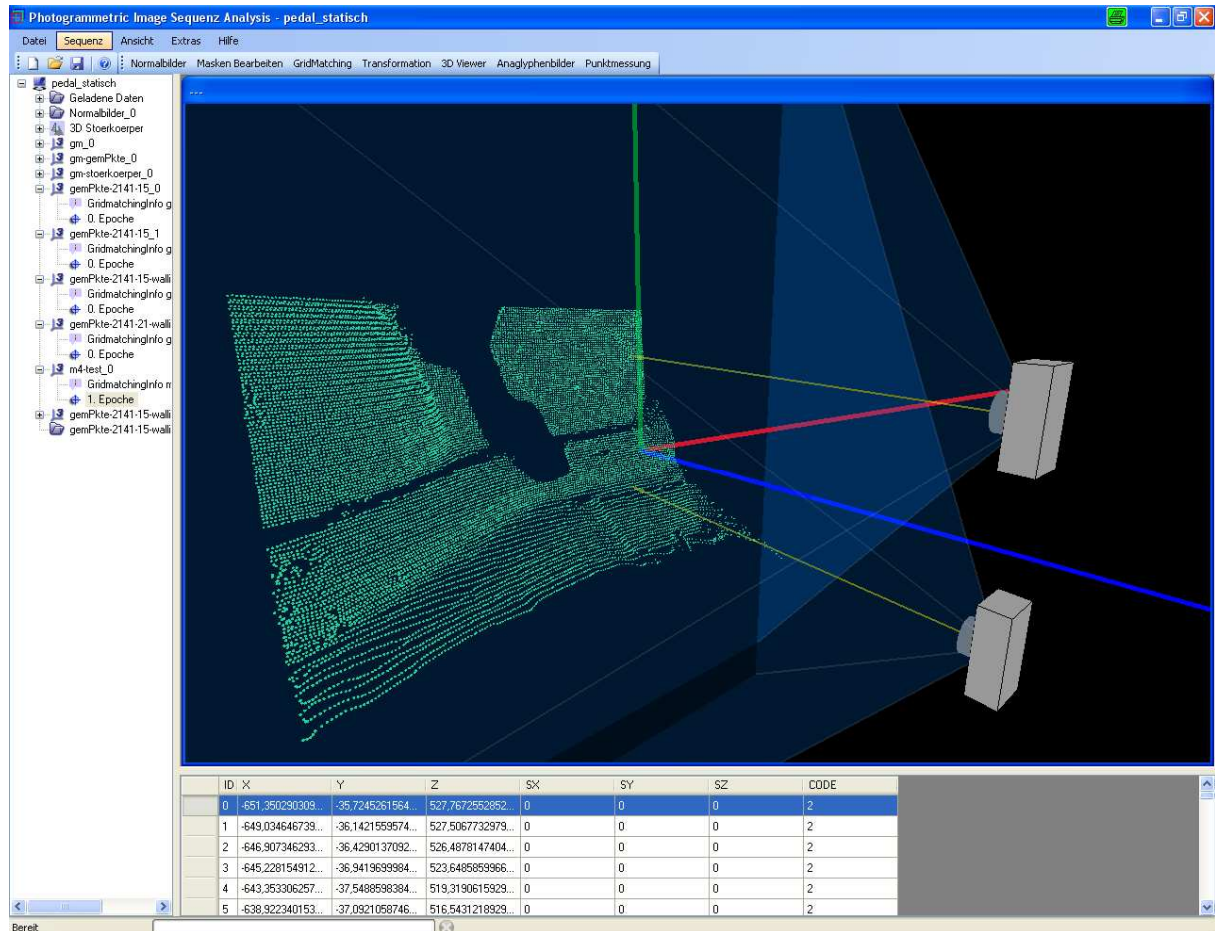 Photogrammetric Image Sequenz Analysis - pedal_statisch
Datei Sequenz Ansicht Extras Hilfe
Normalbilder Masken Bearbeiten GridMatching Transformation 3D Viewer Anaglyphenbilder Punktmessung
pedal_statisch
Geladene Daten
Normalbilder_0
3D Stoerkoerper
gm_0
gm-gemPkte_0
gm-stoerkoerper_0
gemPkte-2141-15_0
GridmatchingInfo g
0. Epoche
gemPkte-2141-15_1
GridmatchingInfo g
0. Epoche
gemPkte-2141-15-walli
GridmatchingInfo g
0. Epoche
gemPkte-2141-21-walli
GridmatchingInfo g
0. Epoche
m4-test_0
GridmatchingInfo m
1. Epoche
gemPkte-2141-15-walli
gemPkte-2141-15-walli
...
ID X Y Z SX SY SZ CODE
0 -651,350290309... -35,7245261564... 527,7672552852... 0 0 0 2
1 -649,034646739... -36,1421559574... 527,5067732979... 0 0 0 2
2 -646,907346293... -36,4290137092... 526,4878147404... 0 0 0 2
3 -645,228154912... -36,9419699984... 523,6485859966... 0 0 0 2
4 -643,353306257... -37,5488598384... 519,3190615929... 0 0 0 2
5 -638,922340153... -37,0921058746... 516,5431218929... 0 0 0 2
Bereit